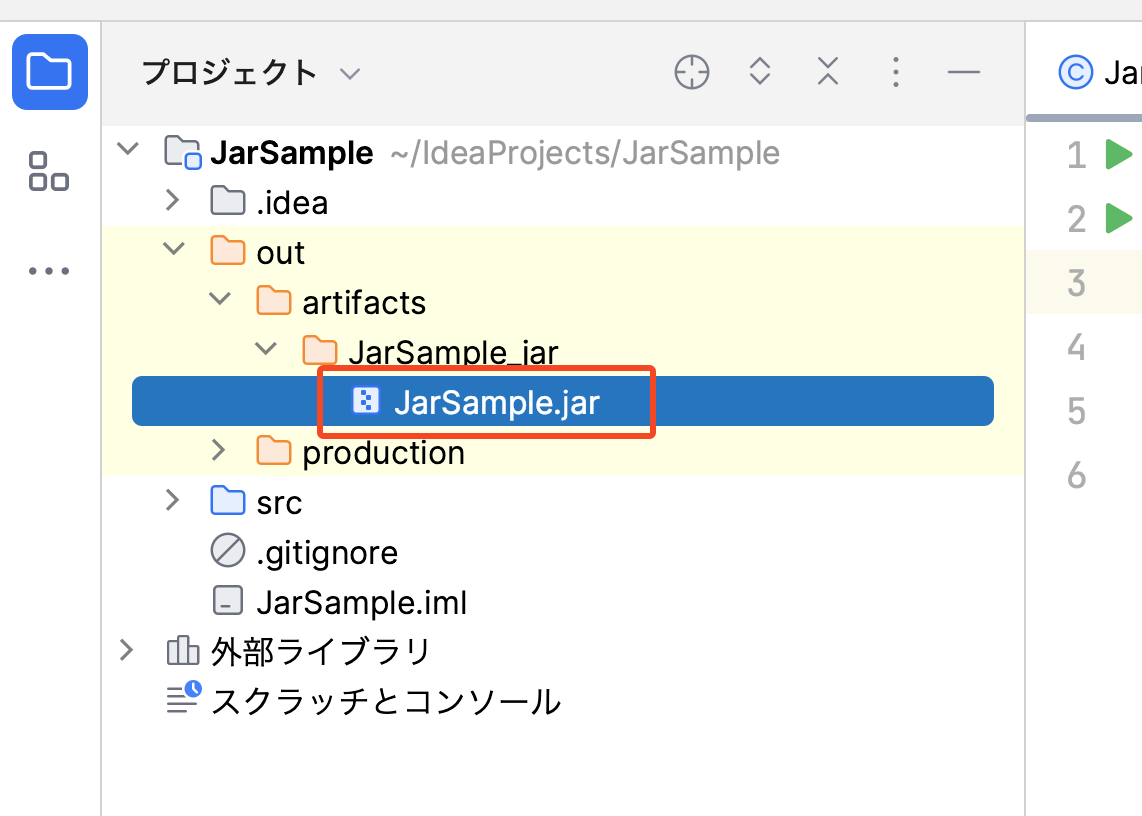 プロジェクト
JarSample ~/IdeaProjects/JarSample
.idea
out
artifacts
JarSample_jar
JarSample.jar
production
src
.gitignore
JarSample.iml
外部ライブラリ
スクラッチとコンソール
C
1
2
3
4
5
6